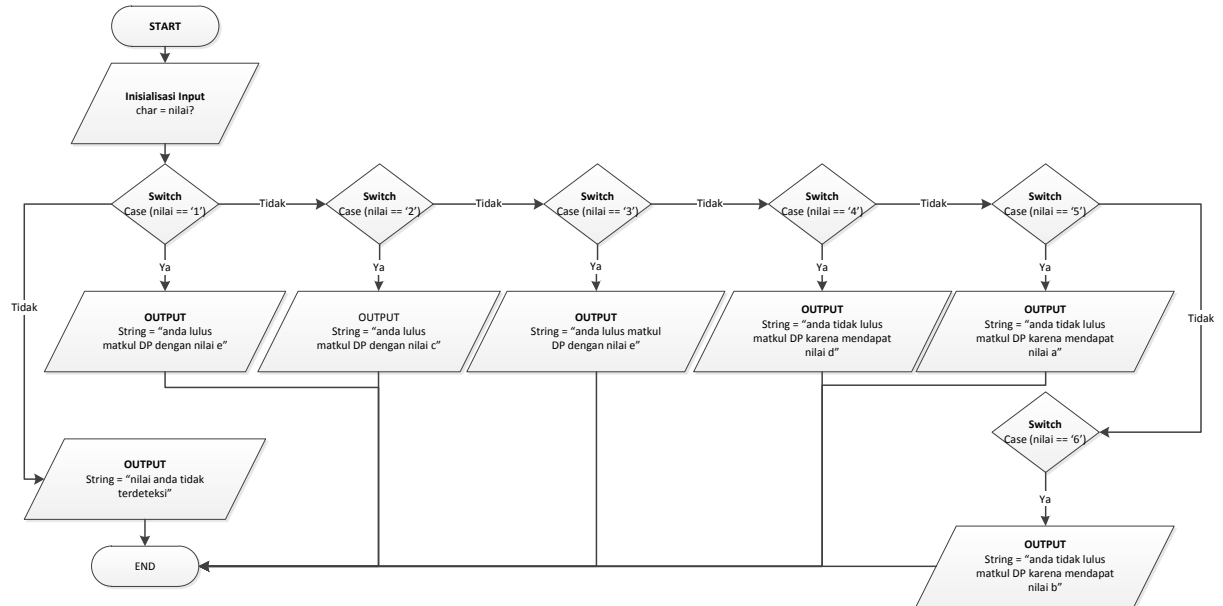 START
Inisialisasi Input
char = nilai?
Switch
Case (nilai == ‘1’)
Tidak
Switch
Case (nilai == ‘2’)
Tidak
Switch
Case (nilai == ‘3’)
Tidak
Switch
Case (nilai == ‘4’)
Tidak
Switch
Case (nilai == ‘5’)
Ya
Ya
Ya
Ya
Ya
Tidak
Tidak
OUTPUT
String = “anda lulus
matkul DP dengan nilai e”
OUTPUT
String = “anda lulus
matkul DP dengan nilai c”
OUTPUT
String = “anda lulus matkul
DP dengan nilai e”
OUTPUT
String = “anda tidak lulus
matkul DP karena mendapat
nilai d”
OUTPUT
String = “anda tidak lulus
matkul DP karena mendapat
nilai a”
Switch
Case (nilai == ‘6’)
Ya
OUTPUT
String = “nilai anda tidak
terdeteksi”
END
OUTPUT
String = “anda tidak lulus
matkul DP karena mendapat
nilai b”